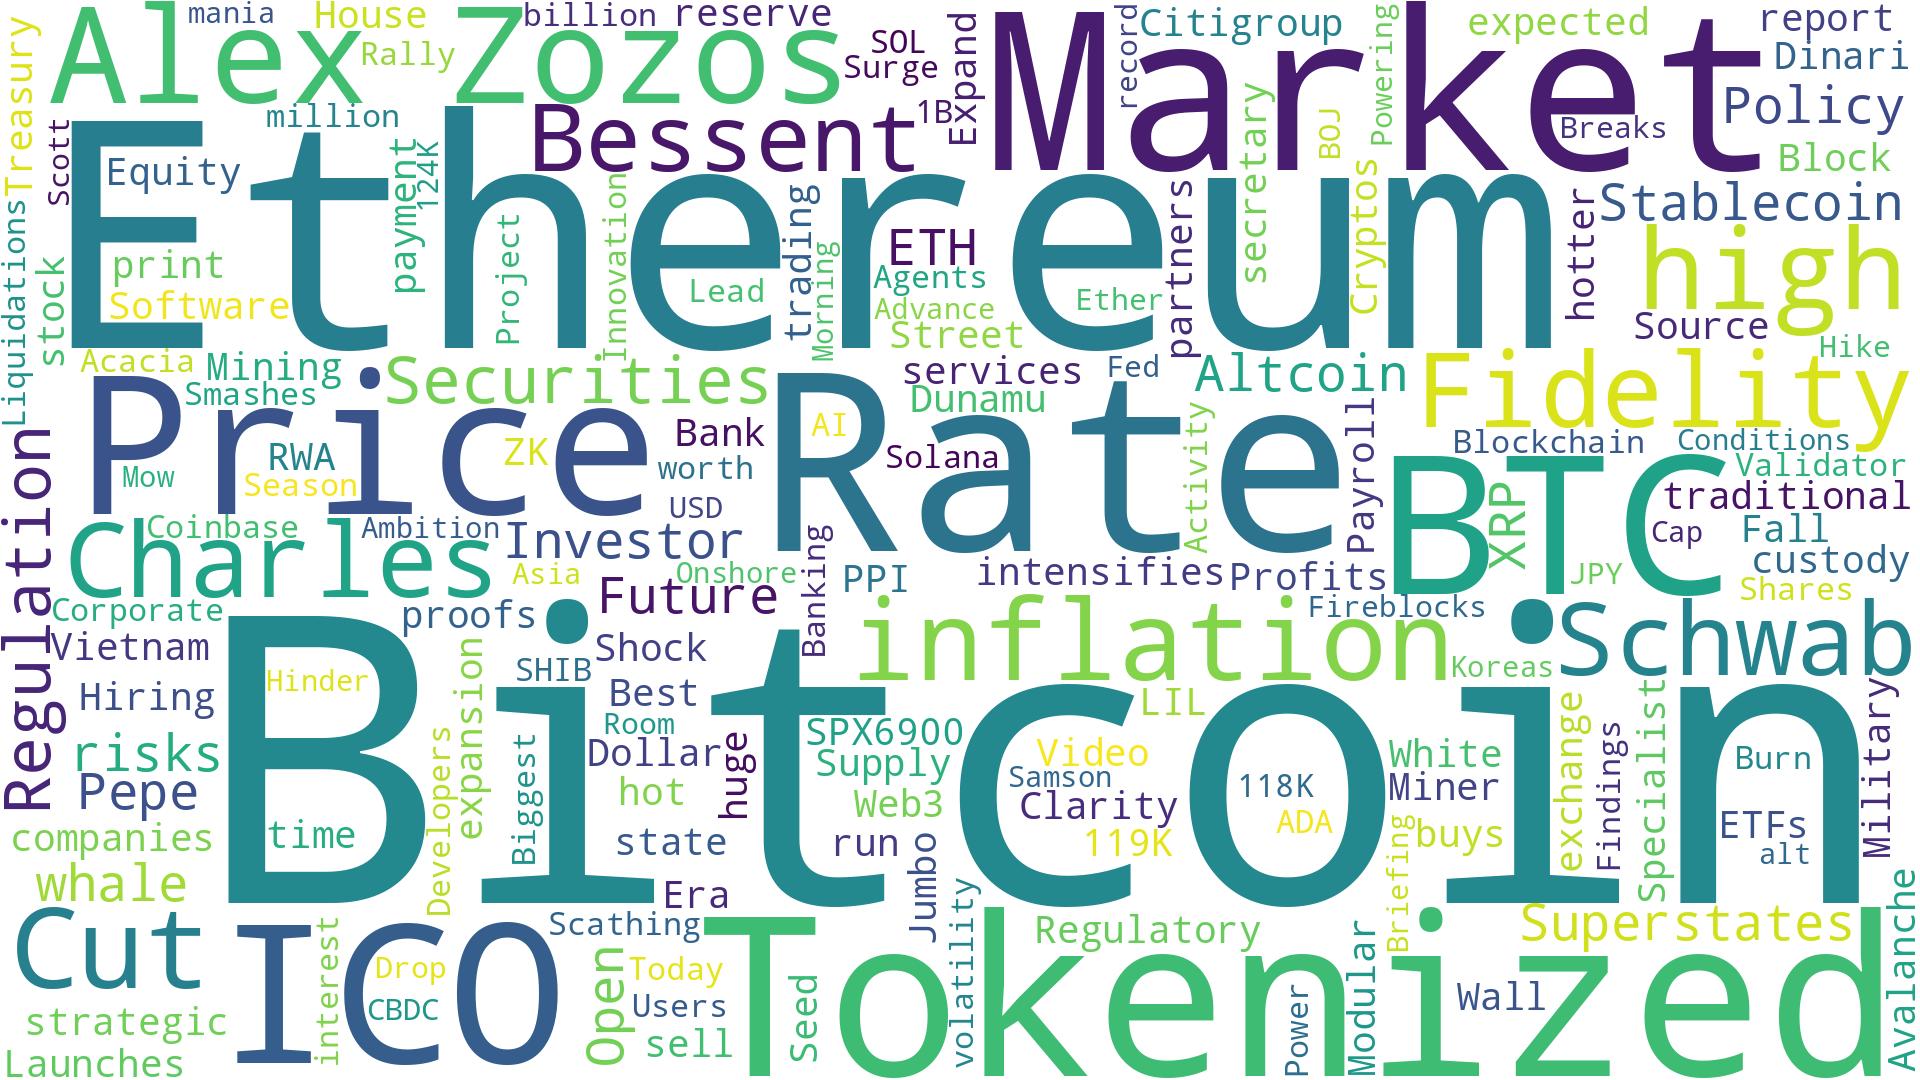 mania
House
billion
reserve
Alex Zozos
Rally
SOL
Surge
Expand
Market
record
Citigroup
expected
report
Dinari
Treasury
million
Bessent
1B
Powering
BOJ
Breaks
Policy
Scott
Equity
payment
124K
Ethereum
secretary
Block
Liquidations
stock
print
Software
Project
Innovation
trading
Morning
ETH
Agents
Lead
Advance
Street
Ether
partners
Cryptos
hotter
Stablecoin
high
Source
Hike
Acacia
Mining
Smashes
Securities
services
Fed
Dunamu
Altcoin
Fidelity
Regulation
Price
Mow
RWA
Season
ZK
Bank
worth
USD
Rate
AI
Solana
Activity
Payroll
Blockchain
Conditions
Validator
BTC
XRP
traditional
Cap
Fall
custody
Coinbase
Ambition
Charles
Investor
Asia
Onshore
Banking
PPI
intensifies
Profits
JPY
Shares
Corporate
proofs
Future
Fireblocks
Vietnam
Shock
inflation
Koreas
Schwab
Hiring
Hinder
SHIB
Best
LIL
risks
Bitcoin
Room
Dollar
huge
SPX6900
Supply
Video
Samson
118K
White
Miner
exchange
Findings
Specialist
Burn
Military
Pepe
expansion
Developers
Biggest
hot
Web3
Clarity
ADA
ETFs
alt
companies
time
state
run
119K
buys
whale
Era
Jumbo
volatility
Briefing
Cut
ICO
Scathing
Tokenized
Regulatory
Superstates
Avalanche
interest
Drop
CBDC
Open
Today
Users
Seed
Power
Modular
Wall
strategic
sell
Launches